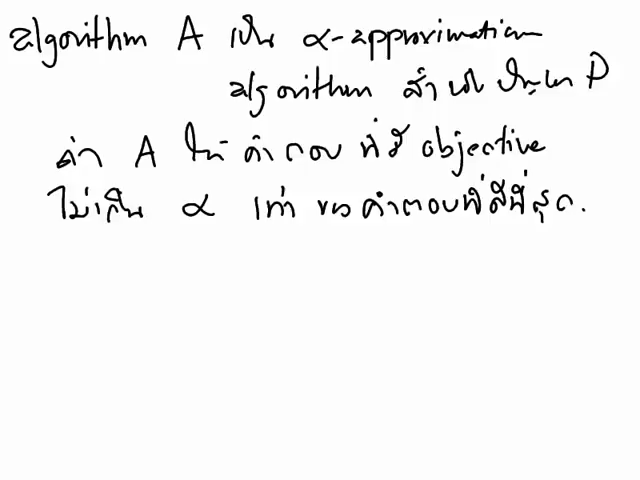 algorithm A เป็น α-approximation
algorithm สำหรับปัญหา P
ถ้า A ให้คำตอบที่มี objective
ไม่เกิน α เท่าของคำตอบที่ดีที่สุด.